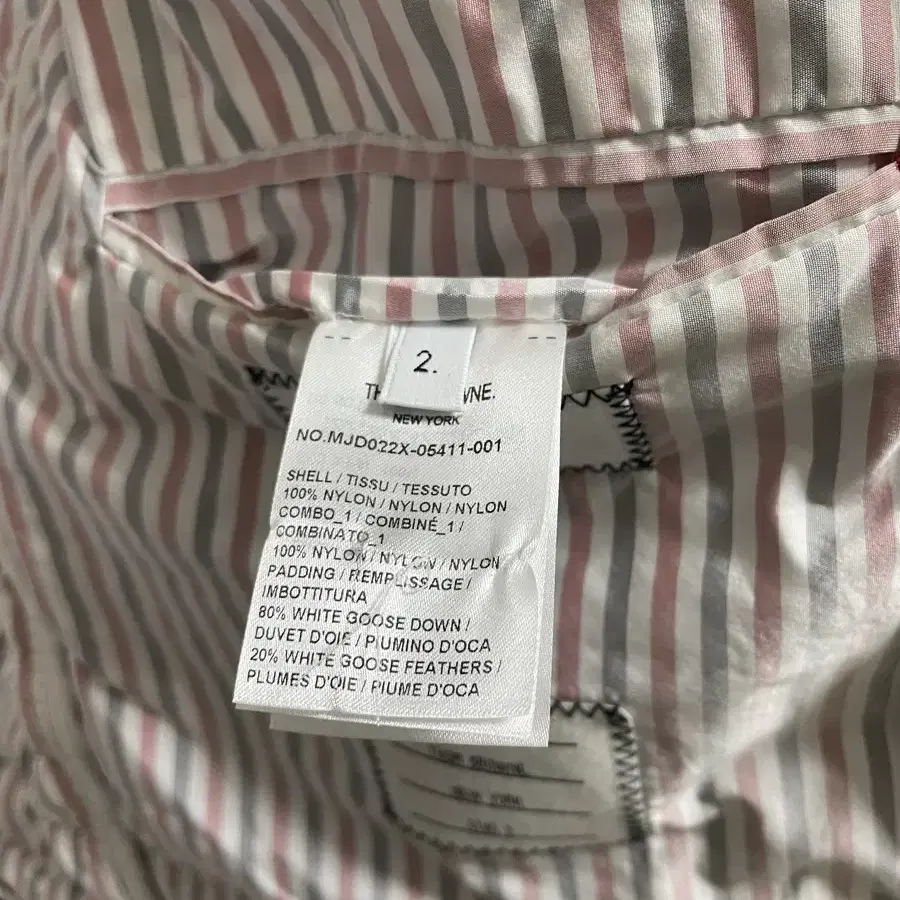 2.
NEW YORK
NO.MJD022X-05411-001
SHELL / TISSU / TESSUTO
100% NYLON / NYLON / NYLON
COMBO_1 / COMBINÉ_1 /
COMBINATO_1
100% NYLON / NYLON / NYLON
PADDING / REMPLISSAGE /
IMBOTTITURA
80% WHITE GOOSE DOWN /
DUVET D'OIE / PIUMINO D'OCA
20% WHITE GOOSE FEATHERS /
PLUMES D'OIE / PIUME D'OCA